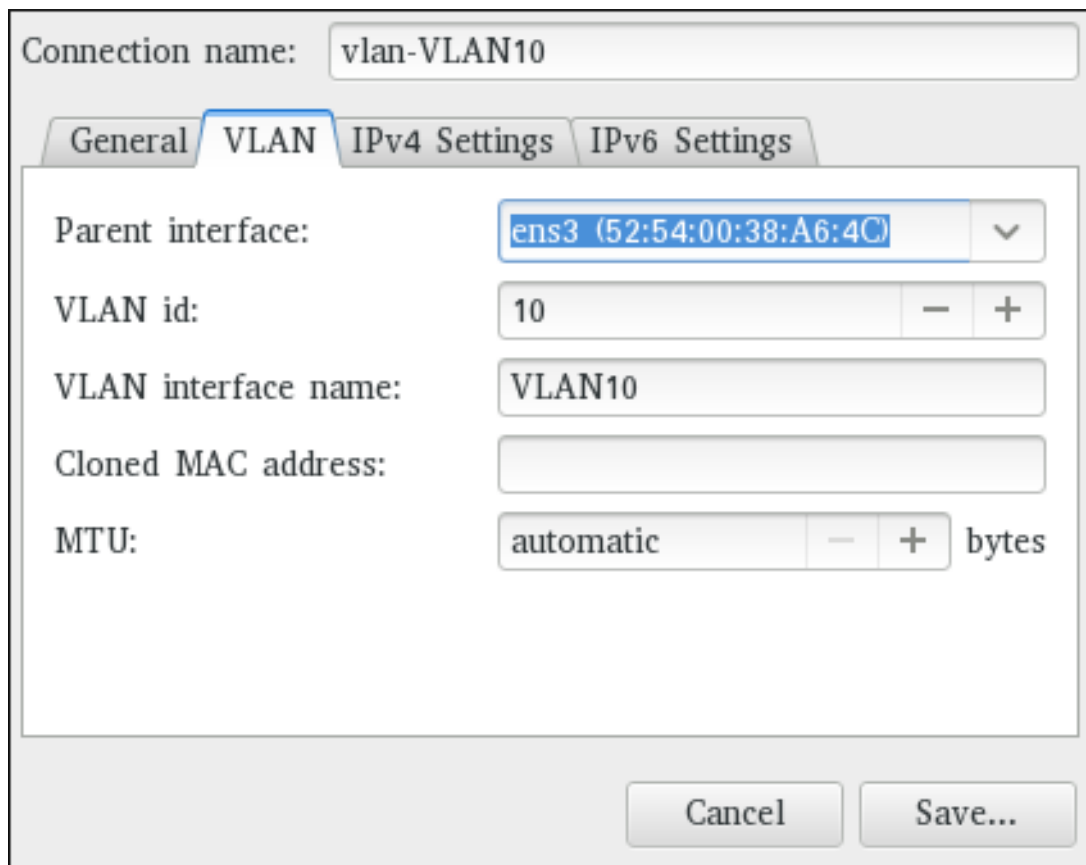 Connection name: vlan-VLAN10
General VLAN IPv4 Settings IPv6 Settings
Parent interface: ens3 (52:54:00:38:A6:4C)
VLAN id: 10 − +
VLAN interface name: VLAN10
Cloned MAC address:
MTU: automatic − + bytes
Cancel Save...